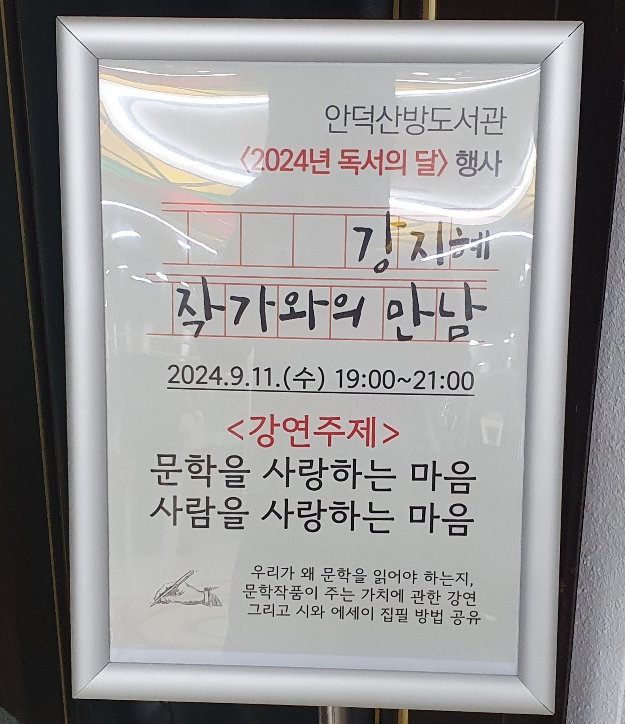 안덕산방도서관
<2024년 독서의 달> 행사
강지혜
작가와의 만남
2024.9.11.(수) 19:00~21:00
<강연주제>
문학을 사랑하는 마음
사람을 사랑하는 마음
우리가 왜 문학을 읽어야 하는지,
문학작품이 주는 가치에 관한 강연
그리고 시와 에세이 집필 방법 공유